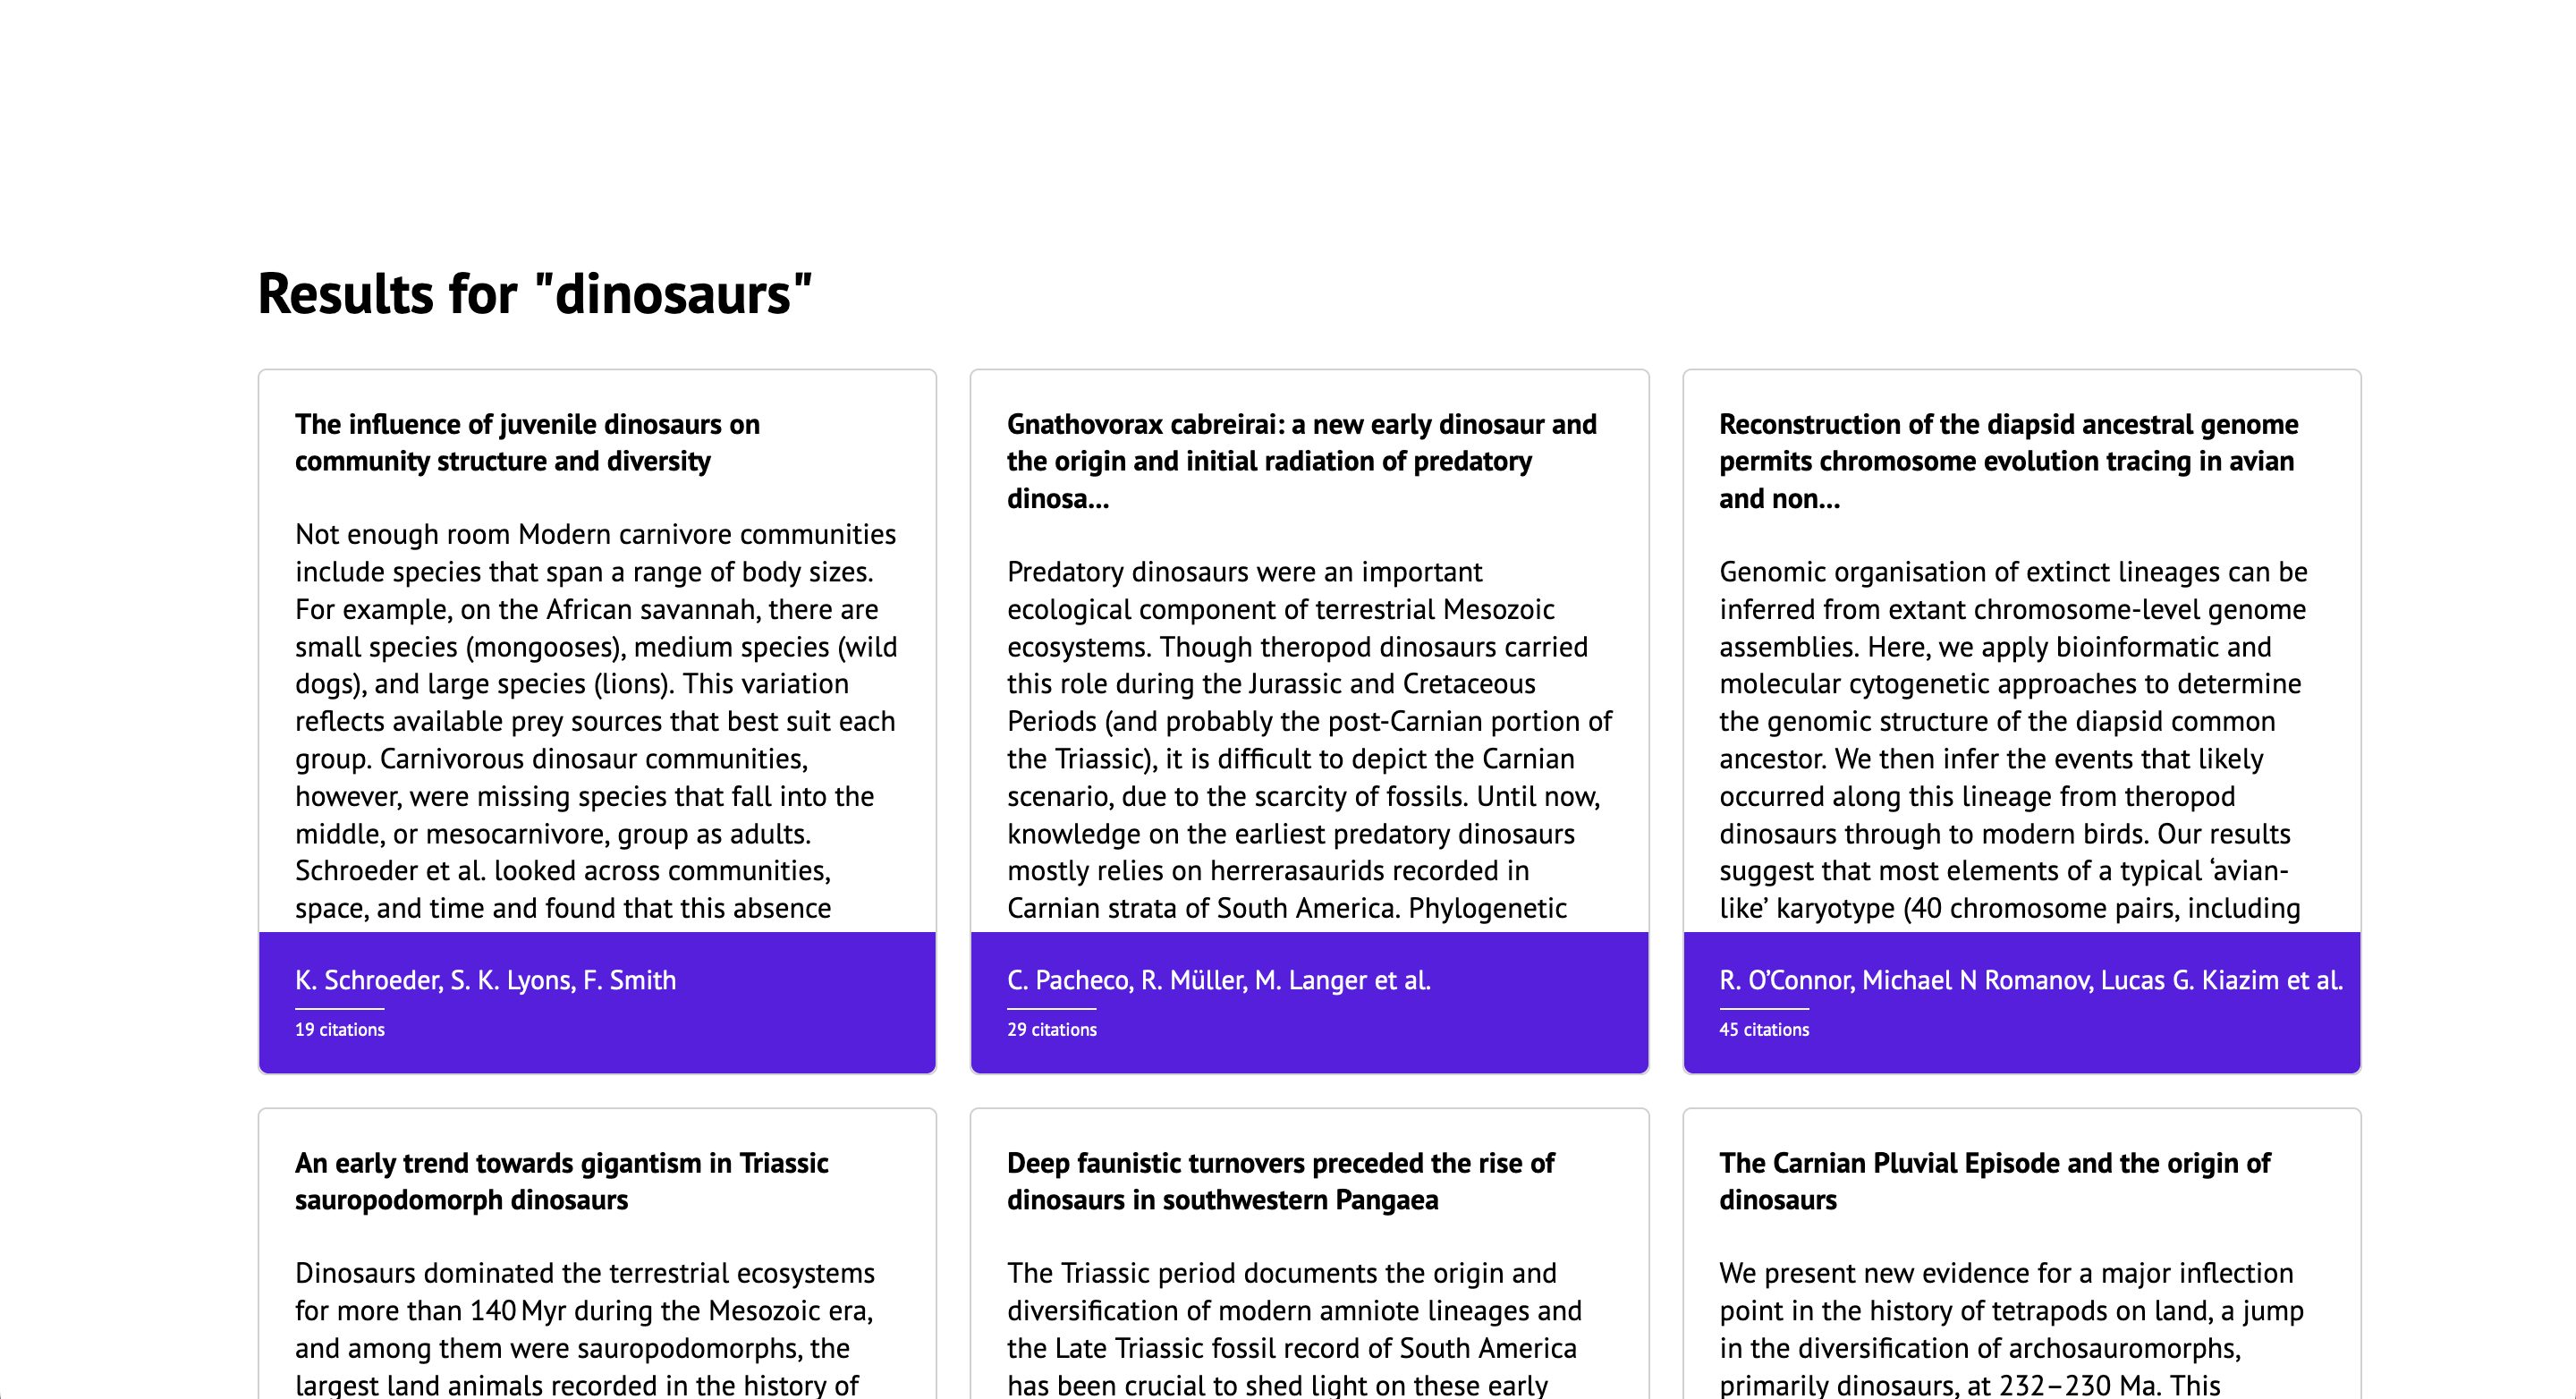 Results for "dinosaurs"
The influence of juvenile dinosaurs on
community structure and diversity
Not enough room Modern carnivore communities
include species that span a range of body sizes.
For example, on the African savannah, there are
small species (mongooses), medium species (wild
dogs), and large species (lions). This variation
reflects available prey sources that best suit each
group. Carnivorous dinosaur communities,
however, were missing species that fall into the
middle, or mesocarnivore, group as adults.
Schroeder et al. looked across communities,
space, and time and found that this absence
K. Schroeder, S. K. Lyons, F. Smith
19 citations
Gnathovorax cabreirai: a new early dinosaur and
the origin and initial radiation of predatory
dinosa...
Predatory dinosaurs were an important
ecological component of terrestrial Mesozoic
ecosystems. Though theropod dinosaurs carried
this role during the Jurassic and Cretaceous
Periods (and probably the post-Carnian portion of
the Triassic), it is difficult to depict the Carnian
scenario, due to the scarcity of fossils. Until now,
knowledge on the earliest predatory dinosaurs
mostly relies on herrerasaurids recorded in
Carnian strata of South America. Phylogenetic
C. Pacheco, R. Müller, M. Langer et al.
29 citations
Reconstruction of the diapsid ancestral genome
permits chromosome evolution tracing in avian
and non...
Genomic organisation of extinct lineages can be
inferred from extant chromosome-level genome
assemblies. Here, we apply bioinformatic and
molecular cytogenetic approaches to determine
the genomic structure of the diapsid common
ancestor. We then infer the events that likely
occurred along this lineage from theropod
dinosaurs through to modern birds. Our results
suggest that most elements of a typical ‘avian-
like’ karyotype (40 chromosome pairs, including
R. O’Connor, Michael N Romanov, Lucas G. Kiazim et al.
45 citations
An early trend towards gigantism in Triassic
sauropodomorph dinosaurs
Dinosaurs dominated the terrestrial ecosystems
for more than 140 Myr during the Mesozoic era,
and among them were sauropodomorphs, the
largest land animals recorded in the history of
Deep faunistic turnovers preceded the rise of
dinosaurs in southwestern Pangaea
The Triassic period documents the origin and
diversification of modern amniote lineages and
the Late Triassic fossil record of South America
has been crucial to shed light on these early
The Carnian Pluvial Episode and the origin of
dinosaurs
We present new evidence for a major inflection
point in the history of tetrapods on land, a jump
in the diversification of archosauromorphs,
primarily dinosaurs, at 232–230 Ma. This